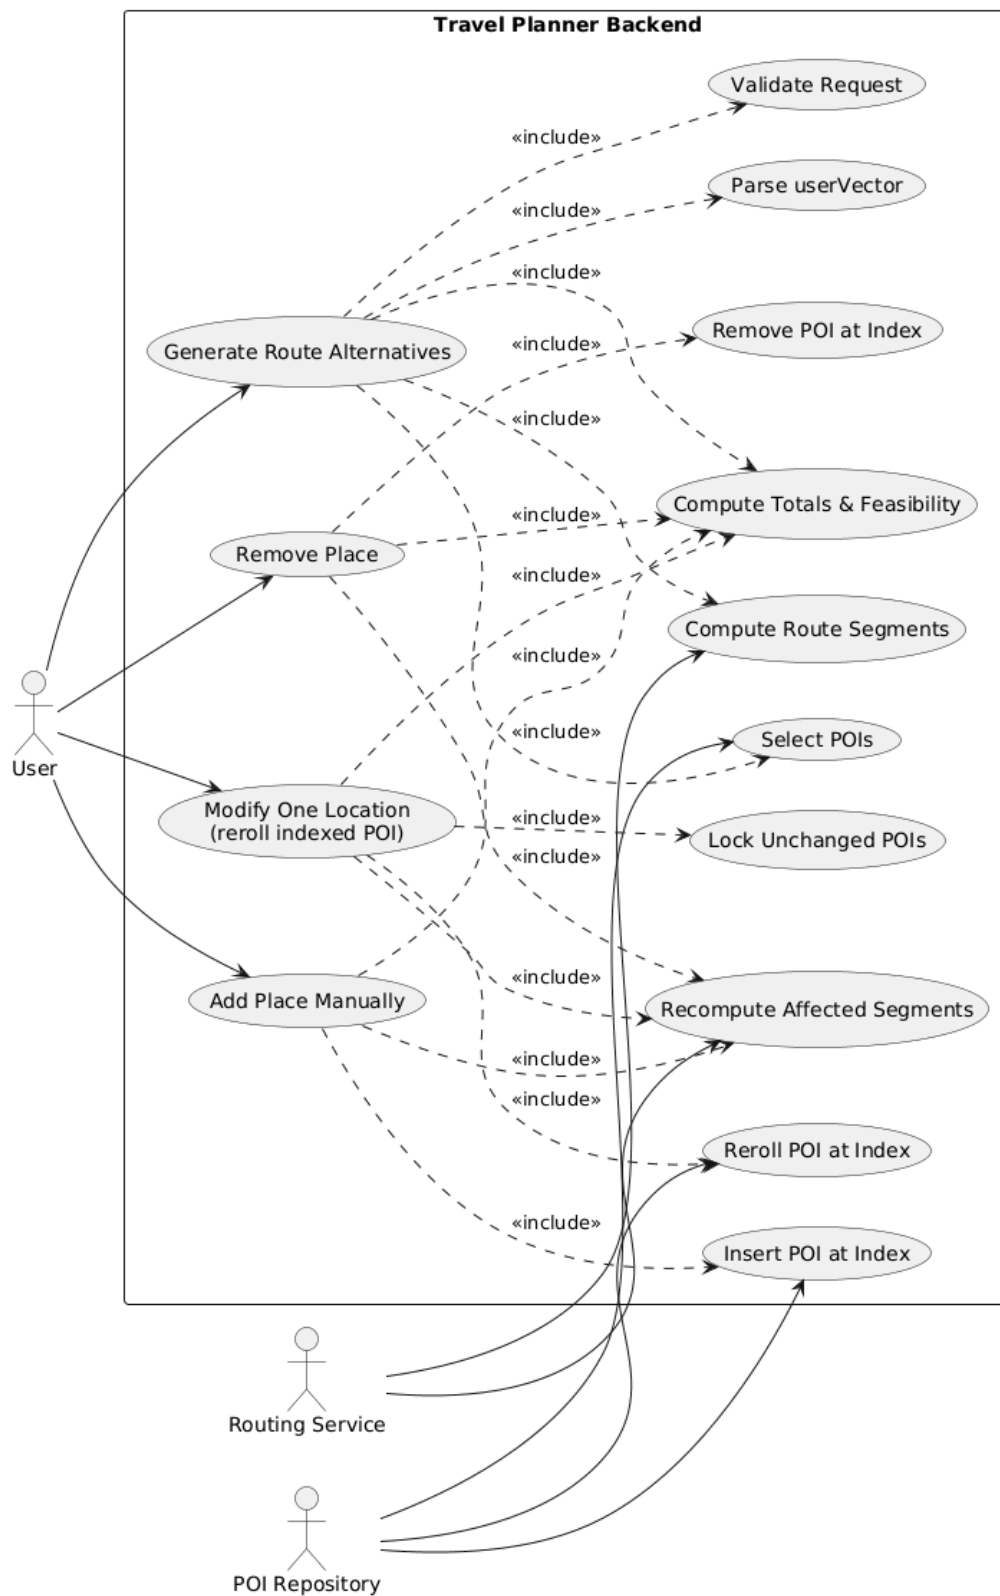 Travel Planner Backend
Validate Request
«include»
Parse userVector
«include»
«include»
Remove POI at Index
«include»
Generate Route Alternatives
«include»
Compute Totals & Feasibility
«include»
Remove Place
«include»
Compute Route Segments
«include»
«include»
Select POIs
User
Modify One Location
(reroll indexed POI)
«include»
Lock Unchanged POIs
«include»
«include»
Add Place Manually
Recompute Affected Segments
«include»
«include»
Reroll POI at Index
«include»
Insert POI at Index
Routing Service
POI Repository